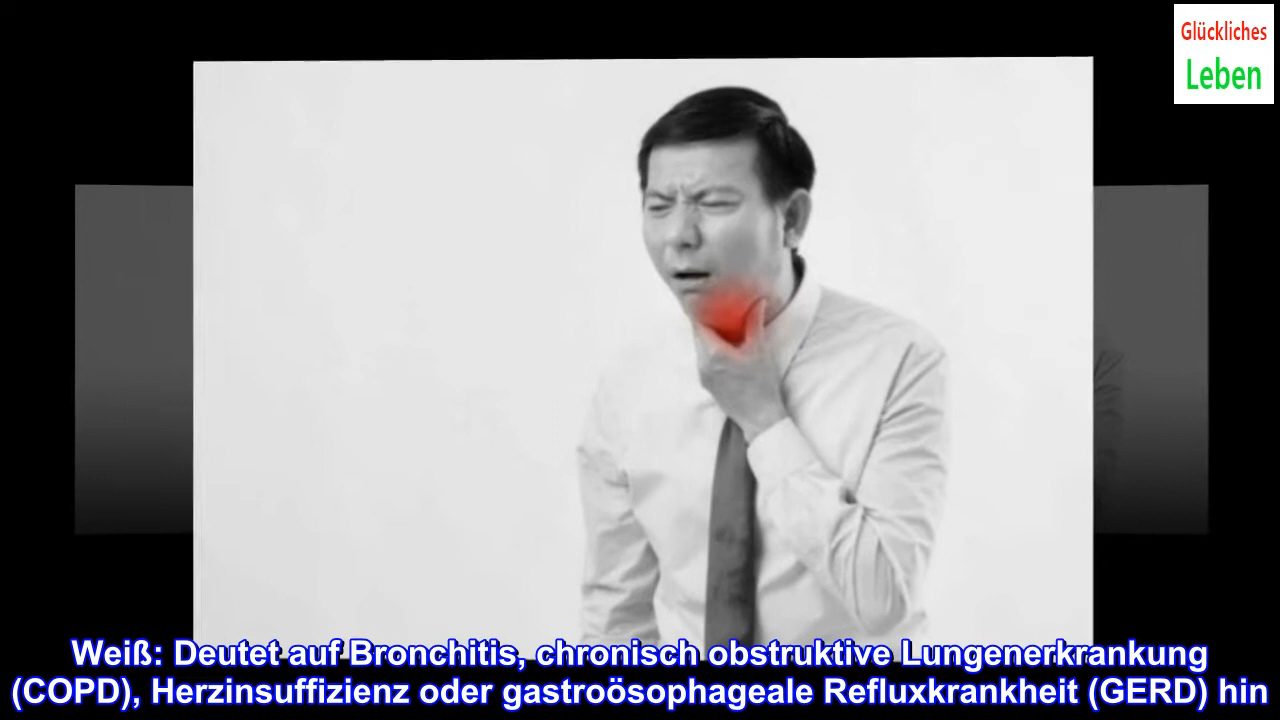 Glückliches
Leben
Weiß: Deutet auf Bronchitis, chronisch obstruktive Lungenerkrankung
(COPD), Herzinsuffizienz oder gastroösophageale Refluxkrankheit (GERD) hin